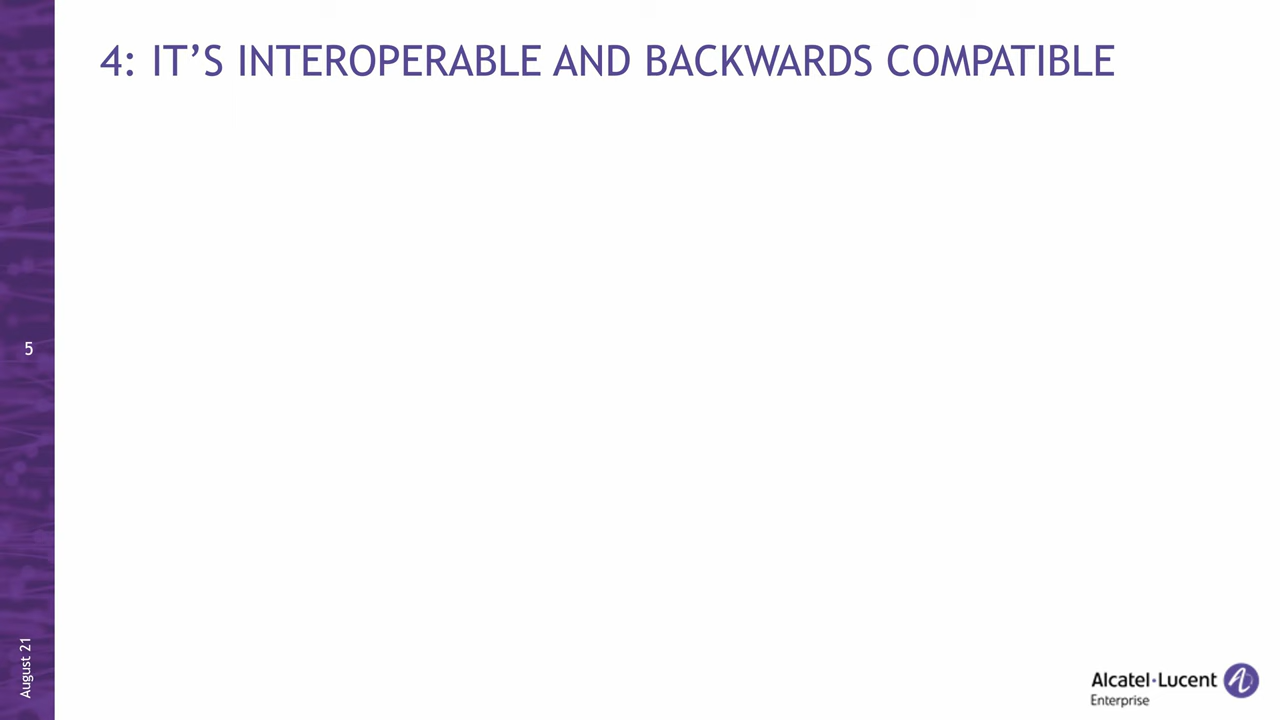 4: IT’S INTEROPERABLE AND BACKWARDS COMPATIBLE
5
August 21
Alcatel·Lucent
Enterprise